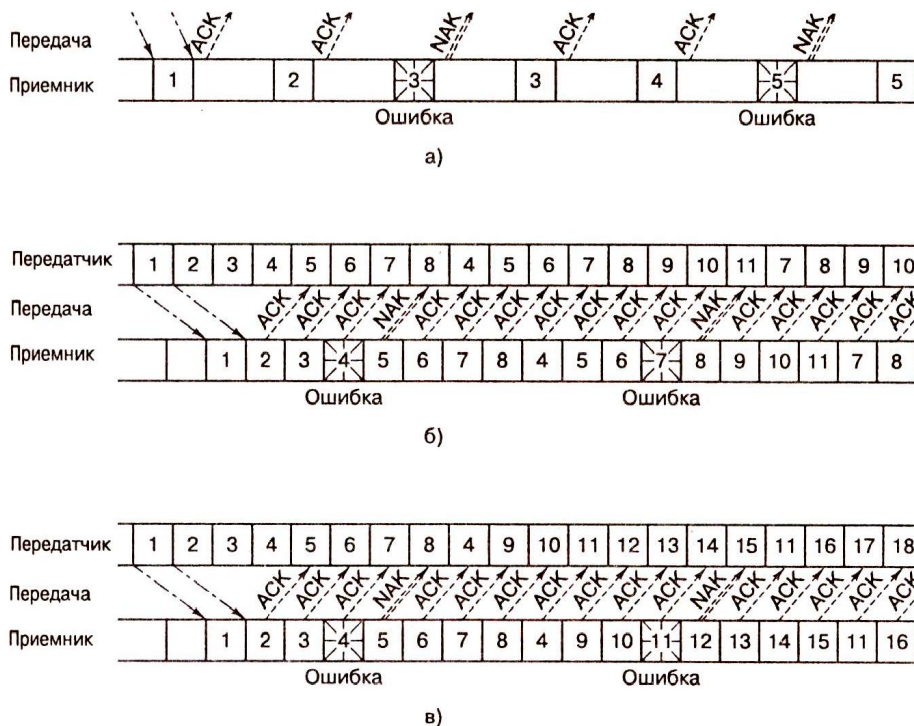 ACK ACK NAK ACK ACK NAK
Передача
Приемник 1 2 3 3 4 5 5
Ошибка Ошибка
а)
Передатчик 1 2 3 4 5 6 7 8 4 5 6 7 8 9 10 11 7 8 9 10
Передача ACK ACK ACK NAK ACK ACK ACK ACK ACK ACK ACK NAK ACK ACK ACK ACK ACK
Приемник 1 2 3 4 5 6 7 8 4 5 6 7 8 9 10 11 7 8
Ошибка Ошибка
б)
Передатчик 1 2 3 4 5 6 7 8 4 9 10 11 12 13 14 15 11 16 17 18
Передача ACK ACK ACK NAK ACK ACK ACK ACK ACK ACK ACK NAK ACK ACK ACK ACK ACK
Приемник 1 2 3 4 5 6 7 8 4 9 10 11 12 13 14 15 11 16
Ошибка Ошибка
в)